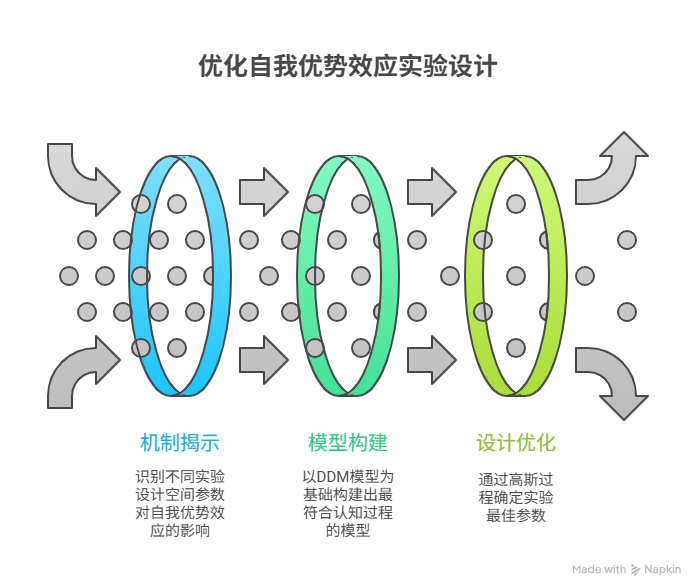 优化自我优势效应实验设计
机制揭示
识别不同实验
设计空间参数
对自我优势效
应的影响
模型构建
以DDM模型为
基础构建出最
符合认知过程
的模型
设计优化
通过高斯过
程确定实验
最佳参数
Made with Napkin